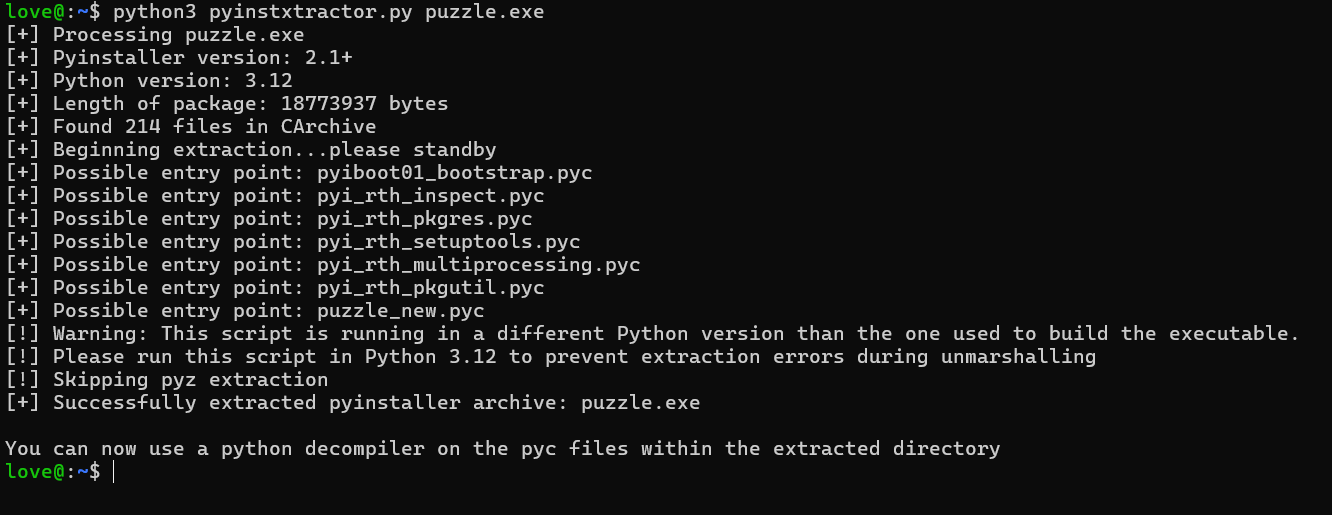 love@:~$ python3 pyinstxtractor.py puzzle.exe
[+] Processing puzzle.exe
[+] Pyinstaller version: 2.1+
[+] Python version: 3.12
[+] Length of package: 18773937 bytes
[+] Found 214 files in CArchive
[+] Beginning extraction...please standby
[+] Possible entry point: pyiboot01_bootstrap.pyc
[+] Possible entry point: pyi_rth_inspect.pyc
[+] Possible entry point: pyi_rth_pkgres.pyc
[+] Possible entry point: pyi_rth_setuptools.pyc
[+] Possible entry point: pyi_rth_multiprocessing.pyc
[+] Possible entry point: pyi_rth_pkgutil.pyc
[+] Possible entry point: puzzle_new.pyc
[!] Warning: This script is running in a different Python version than the one used to build the executable.
[!] Please run this script in Python 3.12 to prevent extraction errors during unmarshalling
[!] Skipping pyz extraction
[+] Successfully extracted pyinstaller archive: puzzle.exe
You can now use a python decompiler on the pyc files within the extracted directory
love@:~$